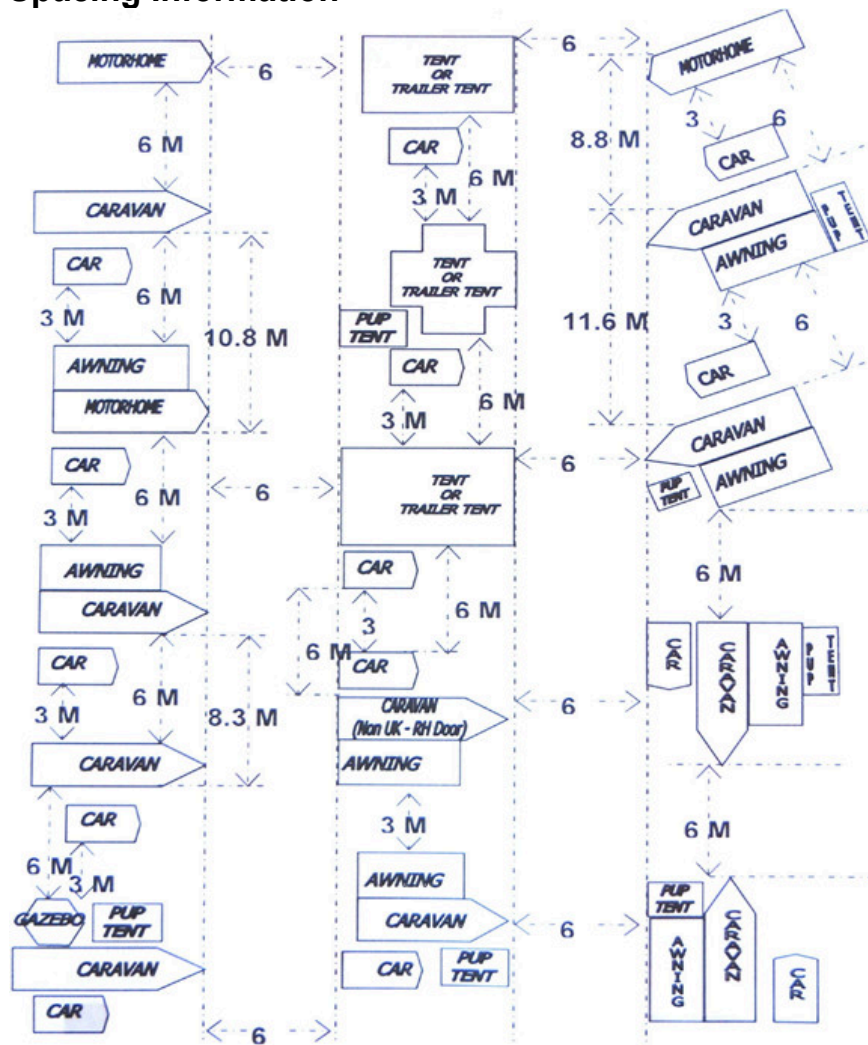 Spacing Information
MOTORHOME
6
TENT
OR
TRAILER TENT
6
MOTORHOME
6 M
CAR
6 M
3 M
8.8 M
3
6
CAR
CARAVAN
CARAVAN
AWNING
PUP
TENT
CAR
6 M
3 M
10.8 M
TENT
OR
TRAILER TENT
PUP
TENT
CAR
11.6 M
3
6
CAR
AWNING
MOTORHOME
3 M
6 M
CARAVAN
AWNING
PUP
TENT
CAR
6 M
3 M
6
TENT
OR
TRAILER TENT
6
AWNING
CARAVAN
CAR
6 M
3
6 M
CAR
6 M
CAR
6 M
3 M
8.3 M
CARAVAN
(Non UK - RH Door)
AWNING
6
CAR
CARAVAN
AWNING
PUP
TENT
CARAVAN
CAR
6 M
3 M
3 M
6 M
GAZEBO
PUP
TENT
CARAVAN
CAR
AWNING
CARAVAN
6
CAR
PUP
TENT
PUP
TENT
AWNING
CARAVAN
CAR
6